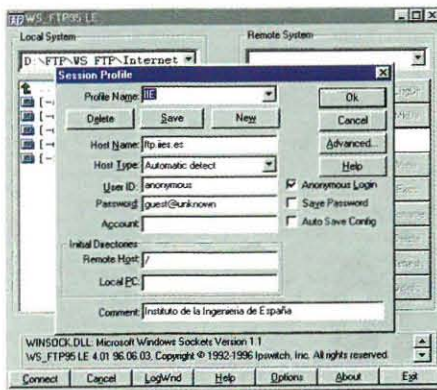 WS_FTP95 LE
Local System
Remote System
D:\FTP\WS FTP\Internet
Session Profile
Profile Name: IIE
Delete Save New
Ok
Cancel
Advanced...
Help
Host Name: ftp.iies.es
Host Type: Automatic detect
User ID: anonymous
Password: guest@unknown
Account:
Anonymous Login
Save Password
Auto Save Config
Initial Directories
Remote Host: /
Local PC:
Comment: Instituto de la Ingenieria de España
WINSOCK.DLL: Microsoft Windows Sockets Version 1.1
WS_FTP95 LE 4.01 96.06.03, Copyright © 1992-1996 Ipswitch, Inc. All rights reserved.
Connect Cancel LogWnd Help Options About Exit